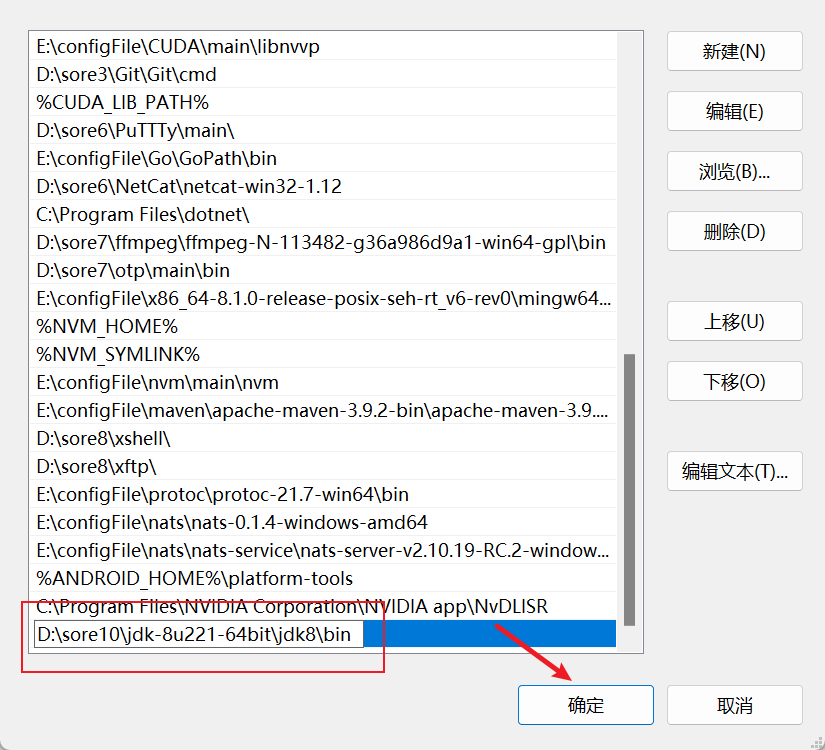 E:\configFile\CUDA\main\libnvvp
D:\sore3\Git\Git\cmd
%CUDA_LIB_PATH%
D:\sore6\PuTTTy\main\
E:\configFile\Go\GoPath\bin
D:\sore6\NetCat\netcat-win32-1.12
C:\Program Files\dotnet\
D:\sore7\ffmpeg\ffmpeg-N-113482-g36a986d9a1-win64-gpl\bin
D:\sore7\otp\main\bin
E:\configFile\x86_64-8.1.0-release-posix-seh-rt_v6-rev0\mingw64...
%NVM_HOME%
%NVM_SYMLINK%
E:\configFile\nvm\main\nvm
E:\configFile\maven\apache-maven-3.9.2-bin\apache-maven-3.9....
D:\sore8\xshell\
D:\sore8\xftp\
E:\configFile\protoc\protoc-21.7-win64\bin
E:\configFile\nats\nats-0.1.4-windows-amd64
E:\configFile\nats\nats-service\nats-server-v2.10.19-RC.2-window...
%ANDROID_HOME%\platform-tools
C:\Program Files\NVIDIA Corporation\NVIDIA app\NvDLISR
D:\sore10\jdk-8u221-64bit\jdk8\bin
新建(N)
编辑(E)
浏览(B)...
删除(D)
上移(U)
下移(O)
编辑文本(T)...
确定
取消